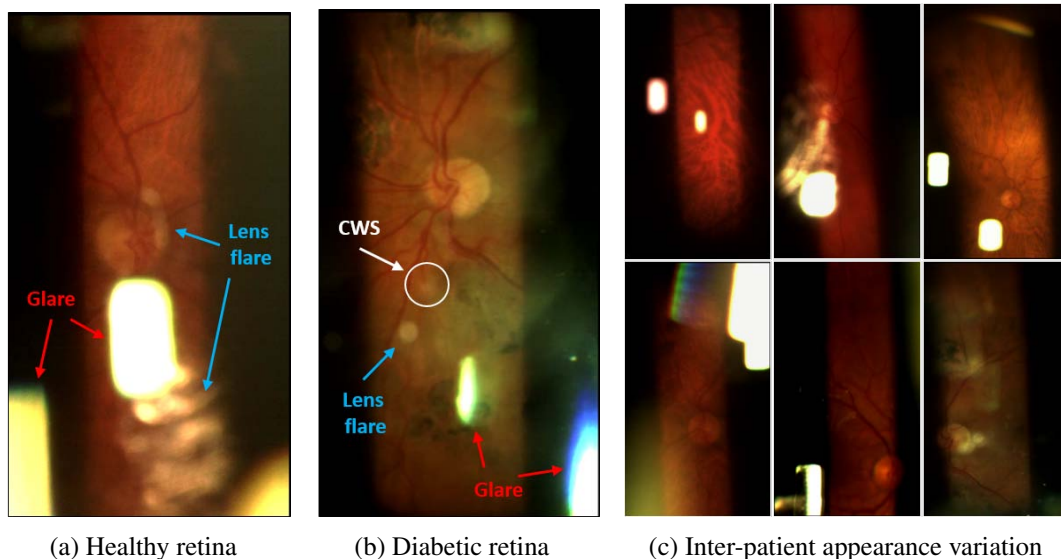 Lens
flare
Glare
CWS
Lens
flare
Glare
(a) Healthy retina
(b) Diabetic retina
(c) Inter-patient appearance variation